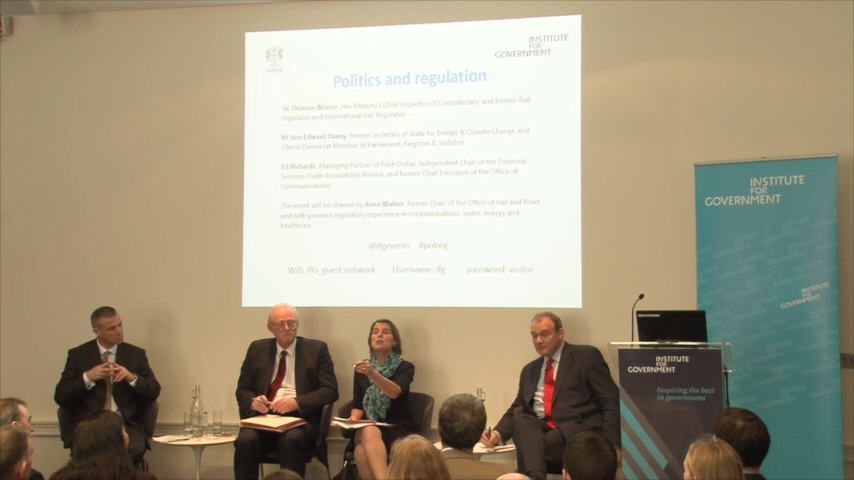 INSTITUTE
FOR
GOVERNMENT
Politics and regulation
Sir Thomas Winsor, Her Majesty's Chief Inspector of Constabulary, and former Rail
Regulator and International Rail Regulator
Rt Hon Edward Davey, former Secretary of State for Energy & Climate Change and
Liberal Democrat Member of Parliament, Kingston & Surbiton
Ed Richards, Managing Partner of Flint Global, Independent Chair of the Financial
Services Trade Associations Review, and former Chief Executive of the Office of
Communications.
The event will be chaired by Anna Walker, former Chair of the Office of Rail and Road
and with previous regulatory experience in communications, water, energy and
healthcare.
@ifgevents #polreg
Wifi: IfG_guest network Username: ifg password: visitor
INSTITUTE
FOR
GOVERNMENT
INSTITUTE
FOR
GOVERNMENT
INSTITUTE
FOR
GOVERNMENT
Inspiring the best
in government